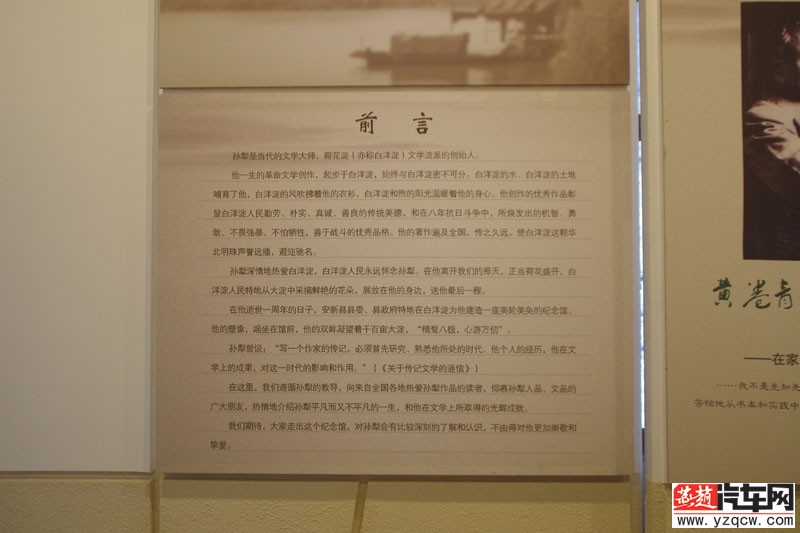 前言
孙犁是当代的文学大师，荷花淀（亦称白洋淀）文学流派的创始人。
他一生的革命文学创作，起步于白洋淀，始终与白洋淀密不可分。白洋淀的水、白洋淀的土地
哺育了他，白洋淀的风吹拂着他的衣衫，白洋淀和煦的阳光温暖着他的身心。他创作的优秀作品彰
显白洋淀人民勤劳、朴实、真诚、善良的传统美德，和在八年抗日斗争中，所焕发出的机智、勇
敢、不畏强暴、不怕牺牲，善于战斗的优秀品格。他的著作遍及全国，传之久远。使白洋淀这颗华
北明珠声誉远播，遐迩驰名。
孙犁深情地热爱白洋淀，白洋淀人民永远怀念孙犁。在他离开我们的那天，正当荷花盛开。白
洋淀人民特地从大淀中采摘鲜艳的花朵，展放在他的身边，送他最后一程。
在他逝世一周年的日子，安新县县委、县政府特地在白洋淀为他建造一座美轮美奂的纪念馆。
他的塑像，端坐在馆前，他的双眸凝望着千百亩大淀，“精骛八极，心游万仞”。
孙犁曾说：“写一个作家的传记，必须首先研究、熟悉他所处的时代、他个人的经历，他在文
学上的成果，对这一时代的影响和作用。”（《关于传记文学的通信》）
在这里，我们遵循孙犁的教导，向来自全国各地热爱孙犁作品的读者，仰慕孙犁人品、文品的
广大朋友，热情地介绍孙犁平凡而又不平凡的一生，和他在文学上所取得的光辉成就。
我们期待，大家走出这个纪念馆，对孙犁会有比较深刻的了解和认识，不由得对他更加崇敬和
挚爱。
黄卷青
——在家
……我不是先知先
苦恼地从书本和实践中
燕赵汽车网
www.yzqcw.com